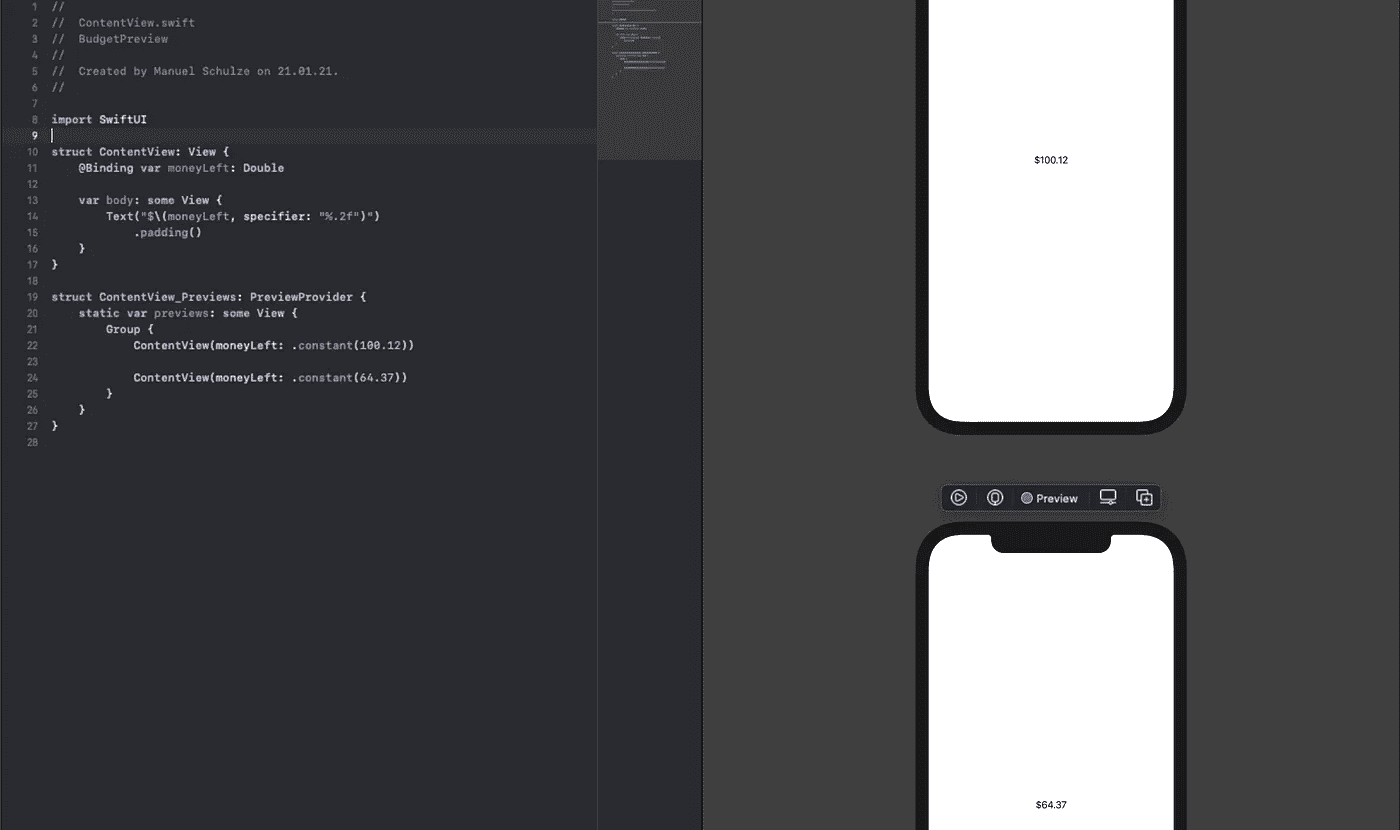 1 //
2 //  ContentView.swift
3 //  BudgetPreview
4 //
5 //  Created by Manuel Schulze on 21.01.21.
6 //
7
8 import SwiftUI
9
10 struct ContentView: View {
11     @Binding var moneyLeft: Double
12
13     var body: some View {
14         Text("$\(moneyLeft, specifier: "%.2f")")
15             .padding()
16     }
17 }
18
19 struct ContentView_Previews: PreviewProvider {
20     static var previews: some View {
21         Group {
22             ContentView(moneyLeft: .constant(100.12))
23
24             ContentView(moneyLeft: .constant(64.37))
25         }
26     }
27 }
28
$100.12
Preview
$64.37